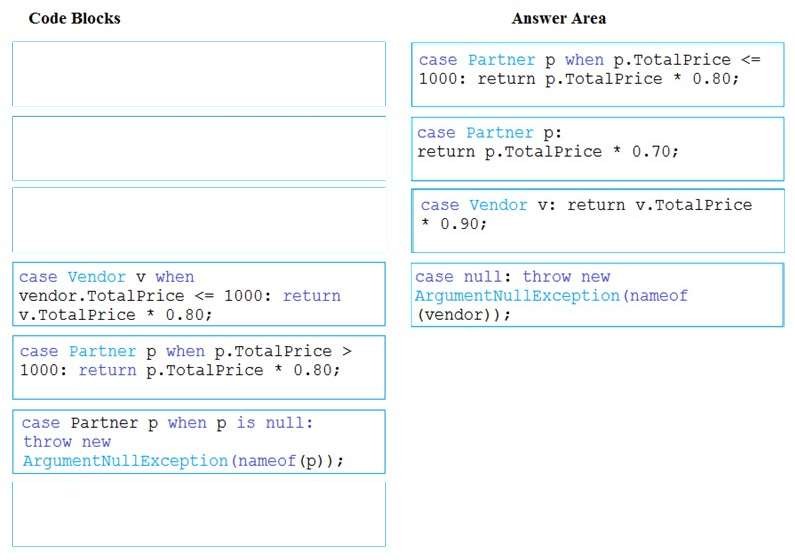 Code Blocks
Answer Area
case Partner p when p.TotalPrice <=
1000: return p.TotalPrice * 0.80;
case Partner p:
return p.TotalPrice * 0.70;
case Vendor v: return v.TotalPrice
* 0.90;
case Vendor v when
vendor.TotalPrice <= 1000: return
v.TotalPrice * 0.80;
case null: throw new
ArgumentNullException(nameof
(vendor));
case Partner p when p.TotalPrice >
1000: return p.TotalPrice * 0.80;
case Partner p when p is null:
throw new
ArgumentNullException(nameof(p));